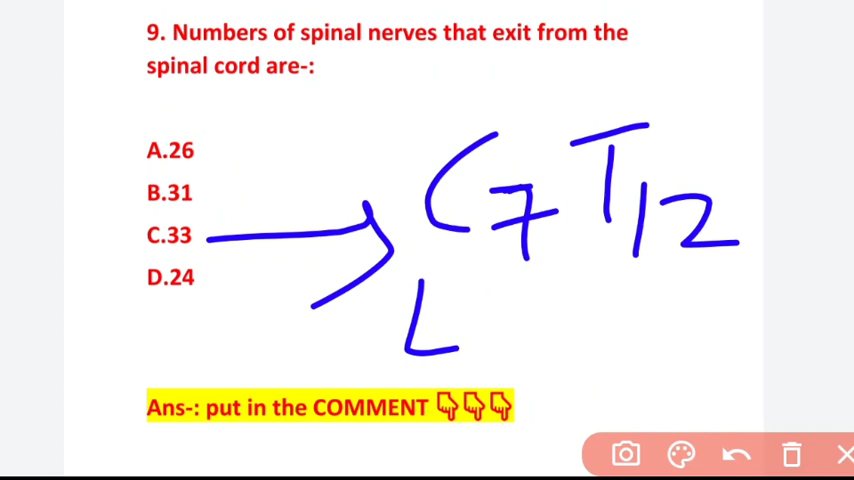 9. Numbers of spinal nerves that exit from the
spinal cord are-:
A.26
B.31
C.33
D.24
C7 T12
L
Ans-: put in the COMMENT 👇👇👇